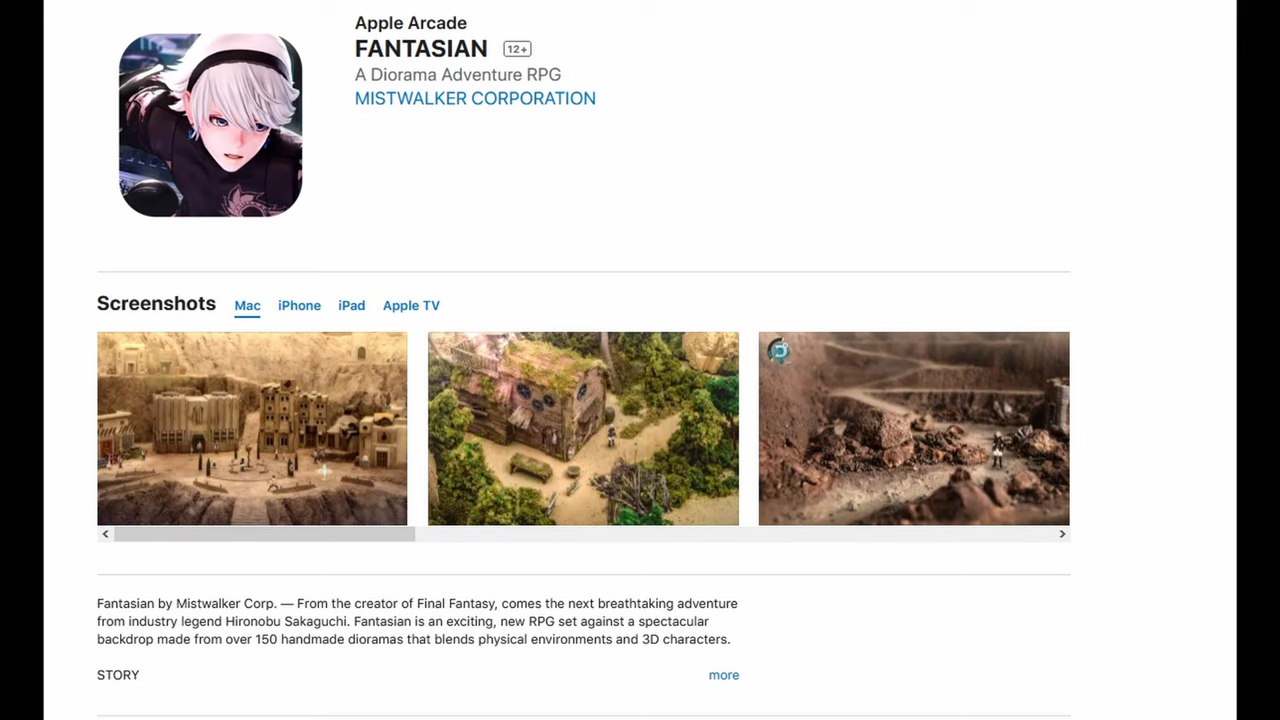 Apple Arcade
FANTASIAN 12+
A Diorama Adventure RPG
MISTWALKER CORPORATION
Screenshots Mac iPhone iPad Apple TV
Fantasian by Mistwalker Corp. — From the creator of Final Fantasy, comes the next breathtaking adventure
from industry legend Hironobu Sakaguchi. Fantasian is an exciting, new RPG set against a spectacular
backdrop made from over 150 handmade dioramas that blends physical environments and 3D characters.
STORY more